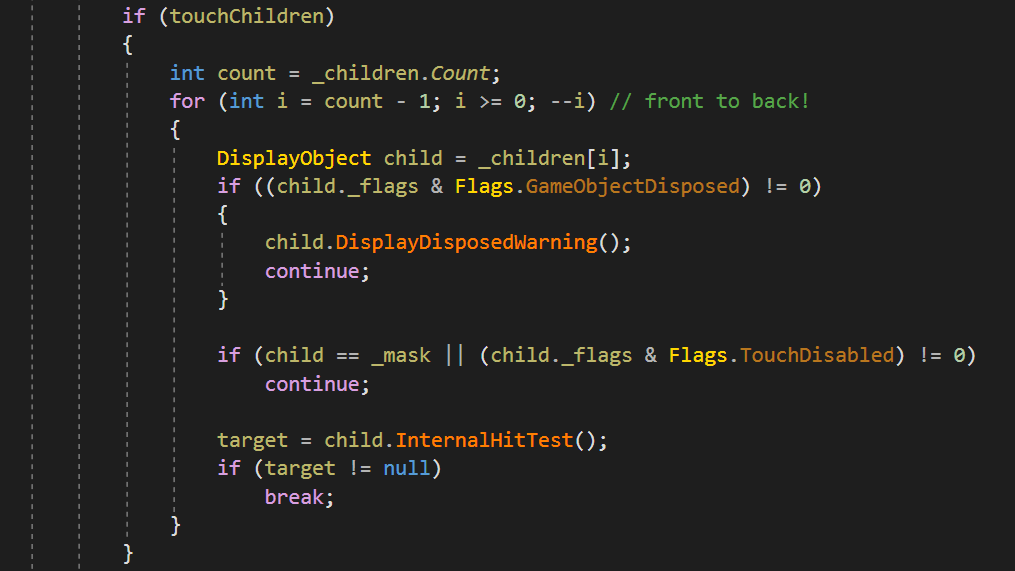 if (touchChildren)
{
int count = _children.Count;
for (int i = count - 1; i >= 0; --i) // front to back!
{
DisplayObject child = _children[i];
if ((child._flags & Flags.GameObjectDisposed) != 0)
{
child.DisplayDisposedWarning();
continue;
}
if (child == _mask || (child._flags & Flags.TouchDisabled) != 0)
continue;
target = child.InternalHitTest();
if (target != null)
break;
}
}